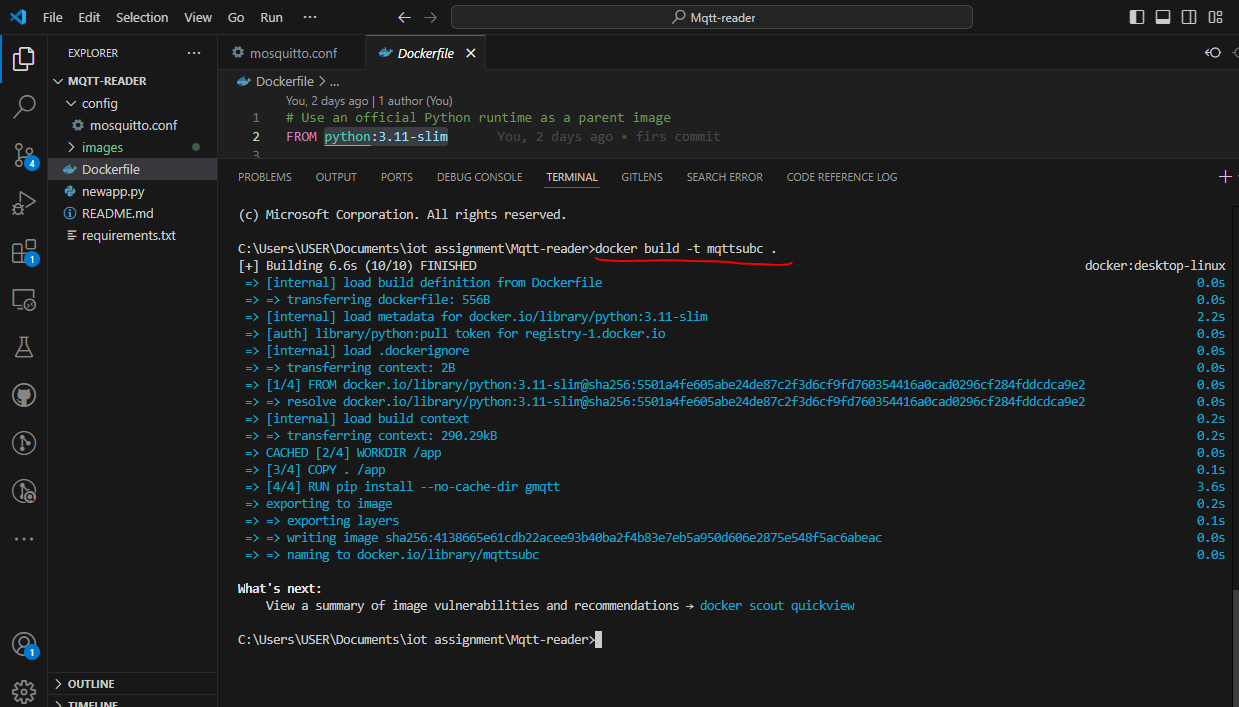 File Edit Selection View Go Run ··· Mqtt-reader
EXPLORER ···
MQTT-READER
config
mosquitto.conf
images
Dockerfile
newapp.py
README.md
requirements.txt
OUTLINE
TIMELINE
4
1
1
mosquitto.conf Dockerfile
Dockerfile > ...
You, 2 days ago | 1 author (You)
1 # Use an official Python runtime as a parent image
2 FROM python:3.11-slim You, 2 days ago • firs commit
3
PROBLEMS OUTPUT PORTS DEBUG CONSOLE TERMINAL GITLENS SEARCH ERROR CODE REFERENCE LOG
(c) Microsoft Corporation. All rights reserved.
C:\Users\USER\Documents\iot assignment\Mqtt-reader>docker build -t mqttsubc .
[+] Building 6.6s (10/10) FINISHED docker:desktop-linux
=> [internal] load build definition from Dockerfile 0.0s
=> => transferring dockerfile: 556B 0.0s
=> [internal] load metadata for docker.io/library/python:3.11-slim 2.2s
=> [auth] library/python:pull token for registry-1.docker.io 0.0s
=> [internal] load .dockerignore 0.0s
=> => transferring context: 2B 0.0s
=> [1/4] FROM docker.io/library/python:3.11-slim@sha256:5501a4fe605abe24de87c2f3d6cf9fd760354416a0cad0296cf284fddcdca9e2 0.0s
=> => resolve docker.io/library/python:3.11-slim@sha256:5501a4fe605abe24de87c2f3d6cf9fd760354416a0cad0296cf284fddcdca9e2 0.0s
=> [internal] load build context 0.2s
=> => transferring context: 290.29kB 0.2s
=> CACHED [2/4] WORKDIR /app 0.0s
=> [3/4] COPY . /app 0.1s
=> [4/4] RUN pip install --no-cache-dir gmqtt 3.6s
=> exporting to image 0.2s
=> => exporting layers 0.1s
=> => writing image sha256:4138665e61cdb22acee93b40ba2f4b83e7eb5a950d606e2875e548f5ac6abeac 0.0s
=> => naming to docker.io/library/mqttsubc 0.0s
What's next:
View a summary of image vulnerabilities and recommendations → docker scout quickview
C:\Users\USER\Documents\iot assignment\Mqtt-reader>